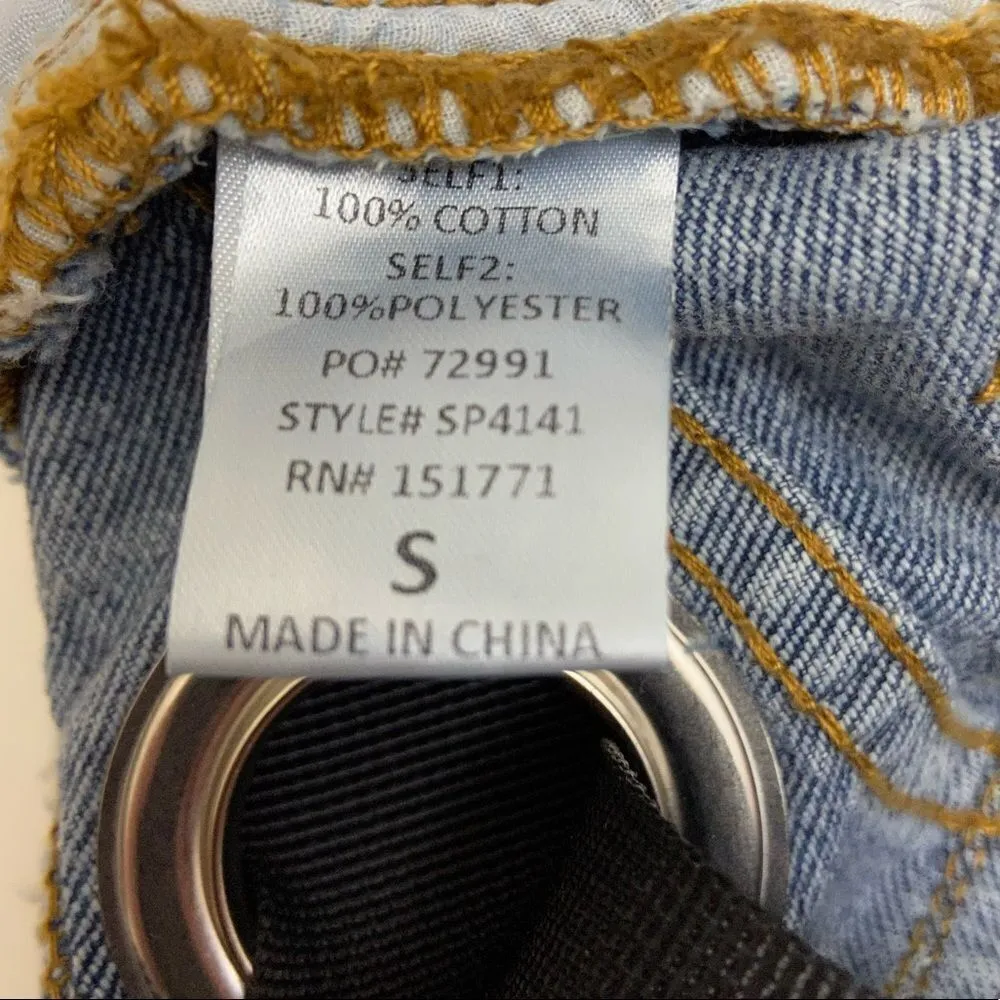 SELF1:
100% COTTON
SELF2:
100%POLYESTER
PO# 72991
STYLE# SP4141
RN# 151771
S
MADE IN CHINA